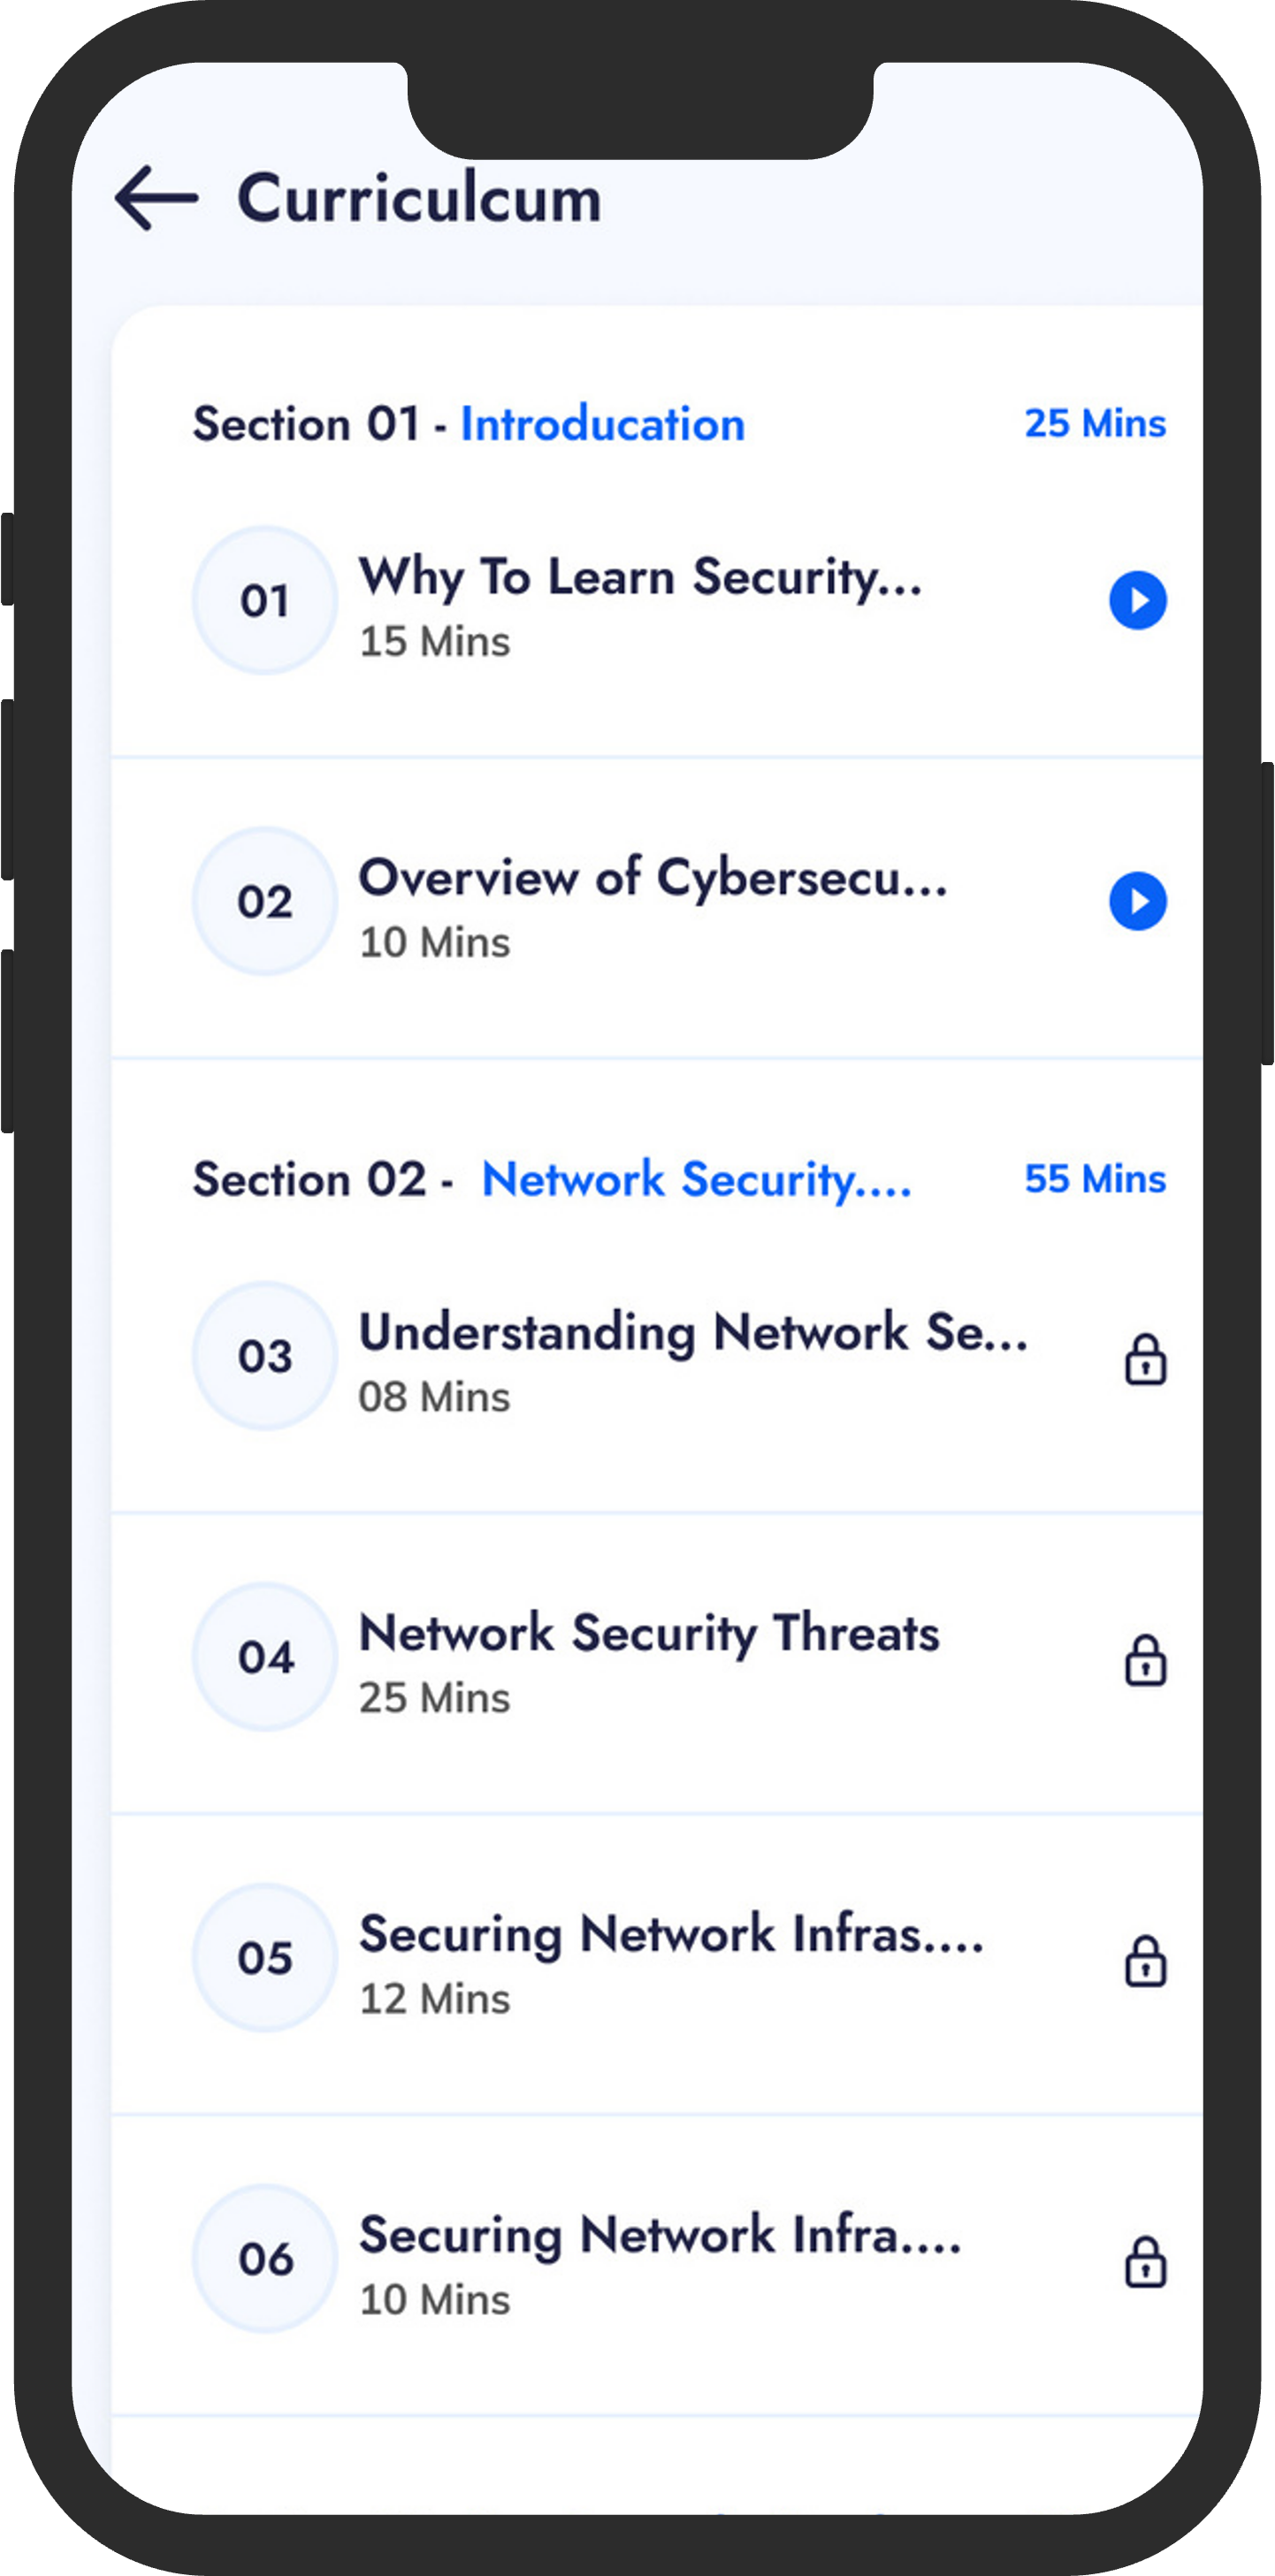 Curriculcum
Section 01 - Introducation 25 Mins
01 Why To Learn Security...
15 Mins
02 Overview of Cybersecu...
10 Mins
Section 02 - Network Security.... 55 Mins
03 Understanding Network Se...
08 Mins
04 Network Security Threats
25 Mins
05 Securing Network Infras....
12 Mins
06 Securing Network Infra....
10 Mins